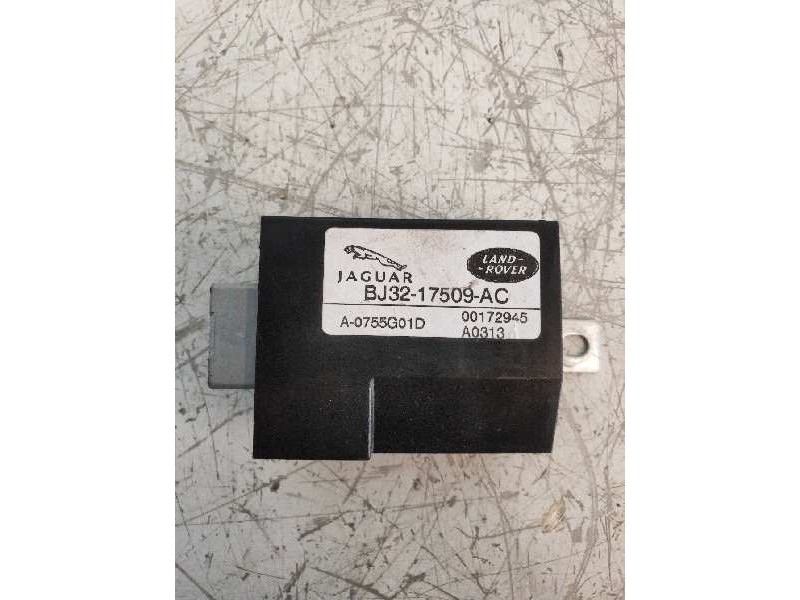 JAGUAR
LAND-
-ROVER
BJ32-17509-AC
A-0755G01D
00172945
A0313